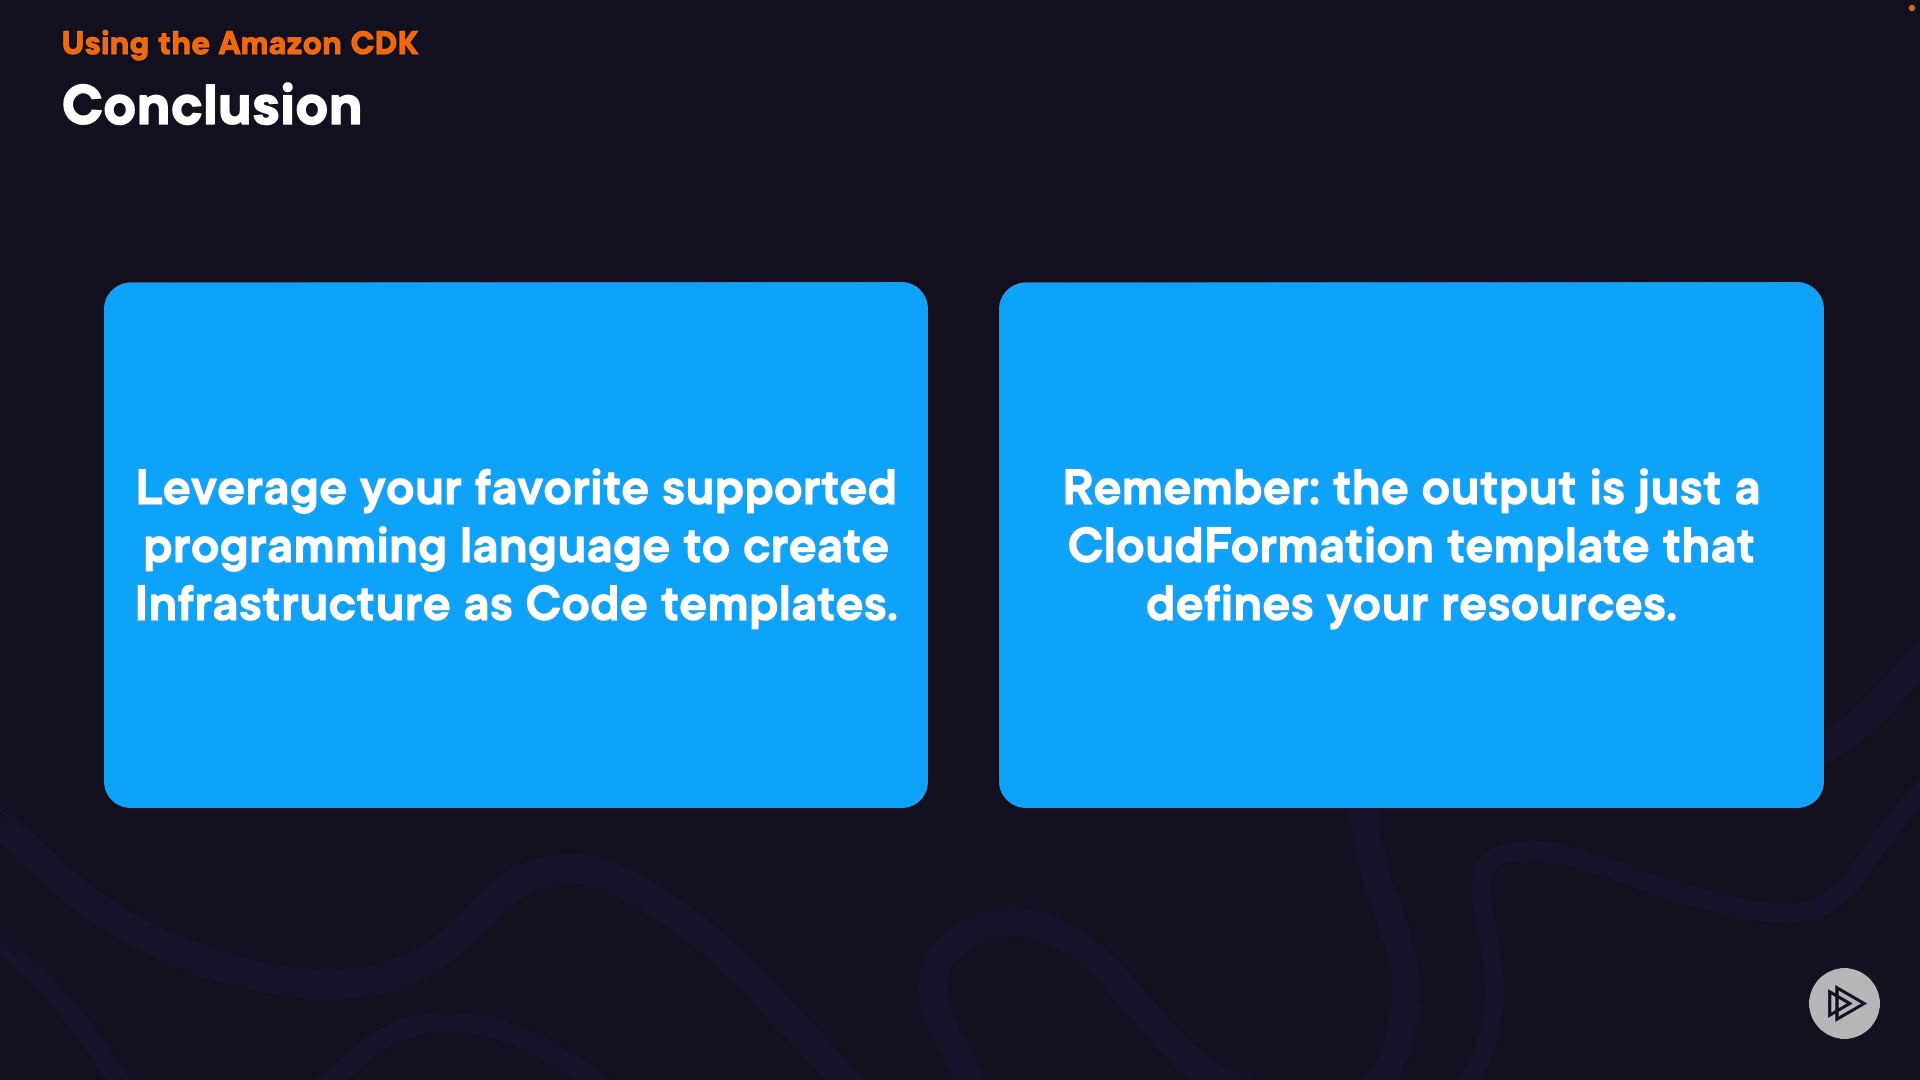 Using the Amazon CDK
Conclusion
Leverage your favorite supported
programming language to create
Infrastructure as Code templates.
Remember: the output is just a
CloudFormation template that
defines your resources.